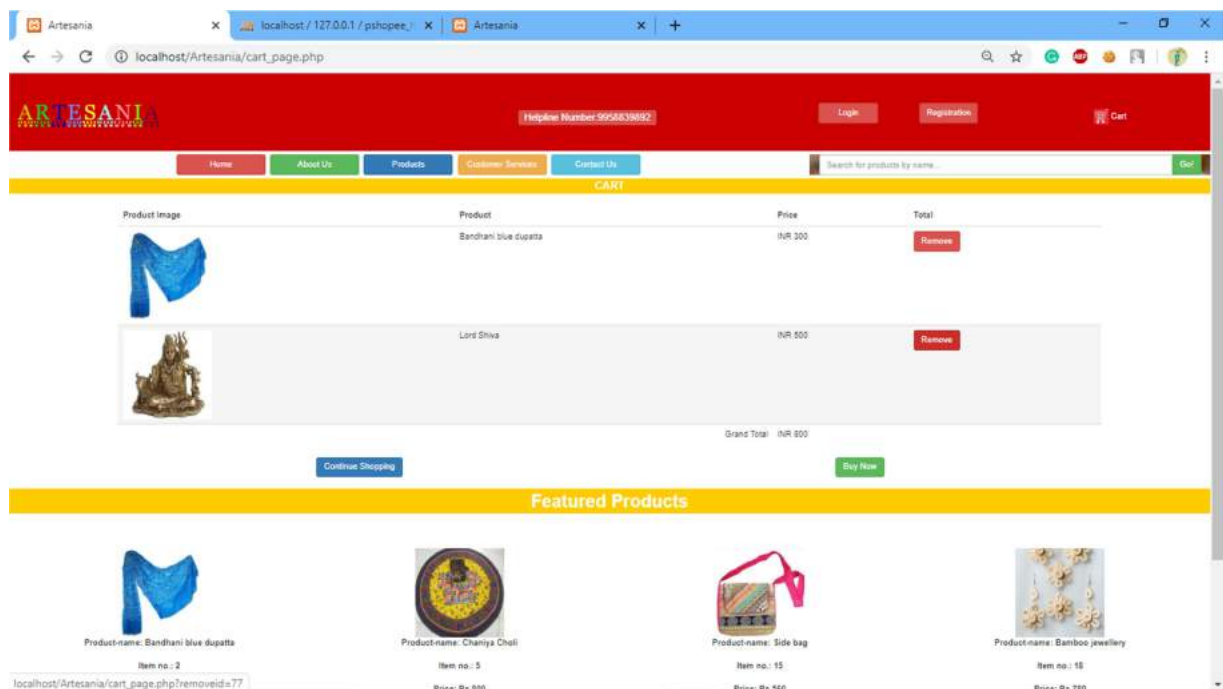 Artesania
localhost / 127.0.0.1 / pshopee_
Artesania
localhost/Artesania/cart_page.php
ABP
ARTESANIA
Helpline Number:9958839892
Login
Registration
Cart
Home
About Us
Products
Customer Services
Contact Us
Search for products by name...
Go!
CART
Product Image Product Price Total
Bandhani blue dupatta INR 300 Remove
Lord Shiva INR 500 Remove
Grand Total INR 800
Continue Shopping
Buy Now
Featured Products
Product-name: Bandhani blue dupatta
Product-name: Chaniya Choli
Product-name: Side bag
Product-name: Bamboo jewellery
Item no.: 2
Item no.: 5
Item no.: 15
Item no.: 18
localhost/Artesania/cart_page.php?removeid=77